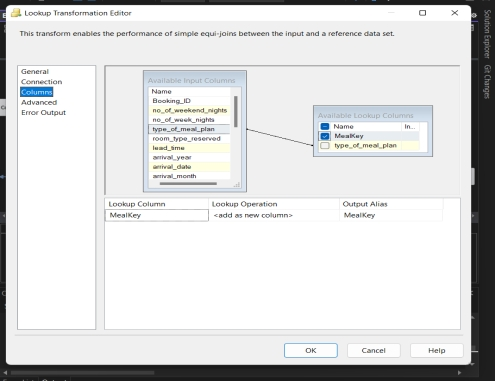 Lookup Transformation Editor
This transform enables the performance of simple equi-joins between the input and a reference data set.
General
Connection
Columns
Advanced
Error Output
Available Input Columns
Name
Booking_ID
no_of_weekend_nights
no_of_week_nights
type_of_meal_plan
room_type_reserved
lead_time
arrival_year
arrival_date
arrival_month
Available Lookup Columns
Name In...
MealKey
type_of_meal_plan
Lookup Column Lookup Operation Output Alias
MealKey <add as new column> MealKey
OK Cancel Help
Solution Explorer
Git Changes